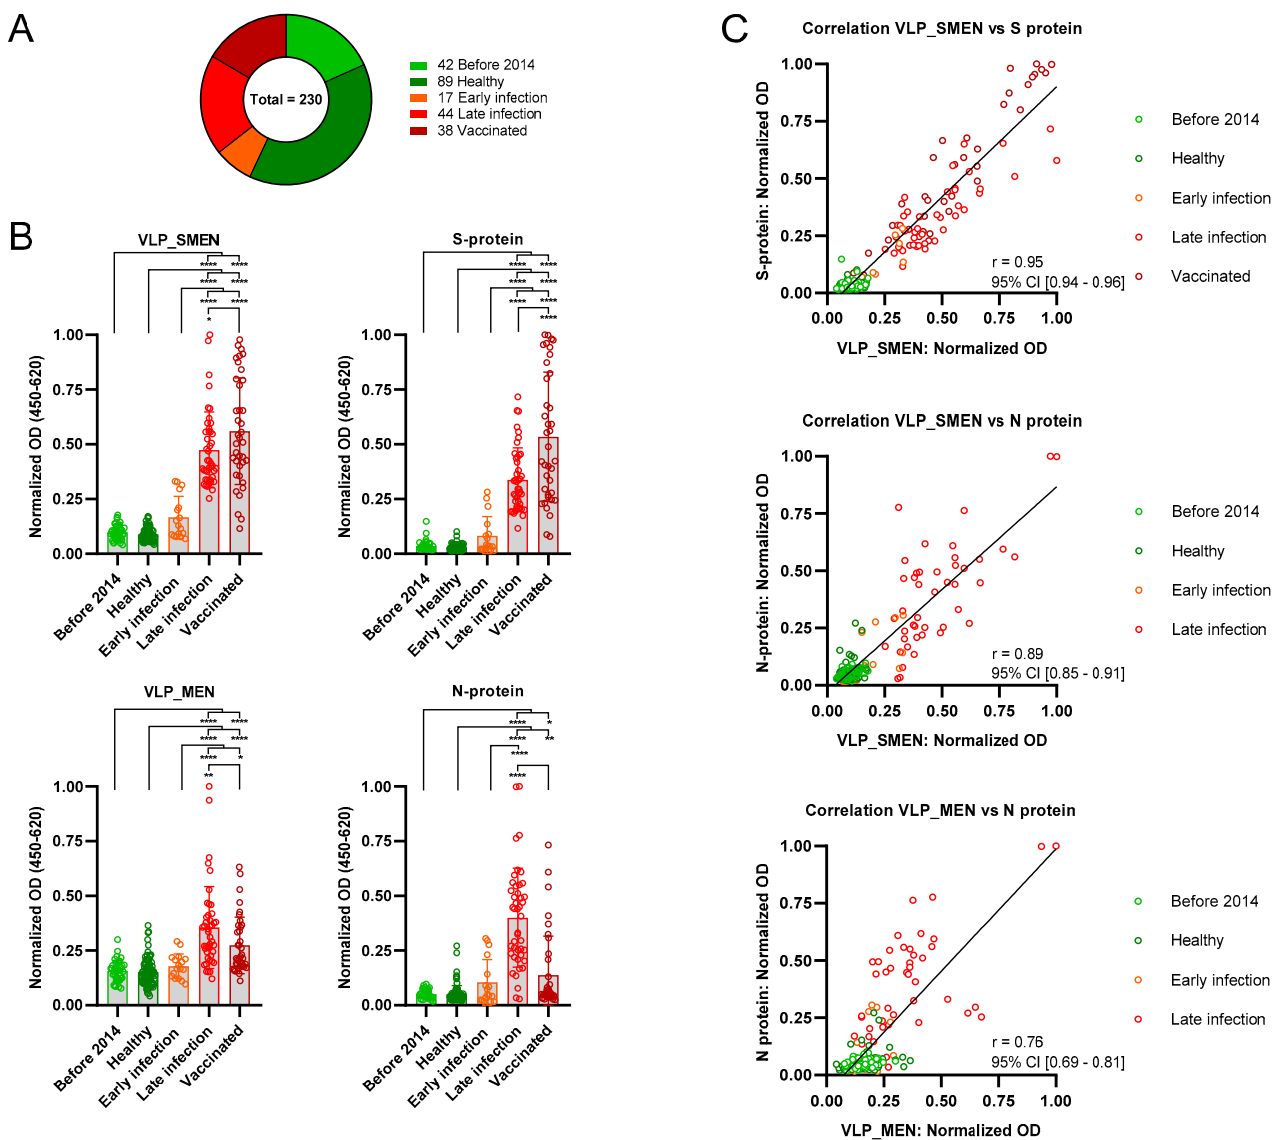 A
Total = 230
42 Before 2014
89 Healthy
17 Early infection
44 Late infection
38 Vaccinated
B
VLP_SMEN
**** ****
**** ****
**** ****
*
Normalized OD (450-620)
1.00
0.75
0.50
0.25
0.00
Before 2014
Healthy
Early infection
Late infection
Vaccinated
S-protein
**** ****
**** ****
**** ****
****
Normalized OD (450-620)
1.00
0.75
0.50
0.25
0.00
Before 2014
Healthy
Early infection
Late infection
Vaccinated
VLP_MEN
**** ****
**** ****
**** *
**
Normalized OD (450-620)
1.00
0.75
0.50
0.25
0.00
Before 2014
Healthy
Early infection
Late infection
Vaccinated
N-protein
**** *
**** **
****
****
Normalized OD (450-620)
1.00
0.75
0.50
0.25
0.00
Before 2014
Healthy
Early infection
Late infection
Vaccinated
C
Correlation VLP_SMEN vs S protein
S-protein: Normalized OD
1.00
0.75
0.50
0.25
0.00
r = 0.95
95% CI [0.94 - 0.96]
0.00 0.25 0.50 0.75 1.00
VLP_SMEN: Normalized OD
Before 2014
Healthy
Early infection
Late infection
Vaccinated
Correlation VLP_SMEN vs N protein
N-protein: Normalized OD
1.00
0.75
0.50
0.25
0.00
r = 0.89
95% CI [0.85 - 0.91]
0.00 0.25 0.50 0.75 1.00
VLP_SMEN: Normalized OD
Before 2014
Healthy
Early infection
Late infection
Correlation VLP_MEN vs N protein
N protein: Normalized OD
1.00
0.75
0.50
0.25
0.00
r = 0.76
95% CI [0.69 - 0.81]
0.00 0.25 0.50 0.75 1.00
VLP_MEN: Normalized OD
Before 2014
Healthy
Early infection
Late infection